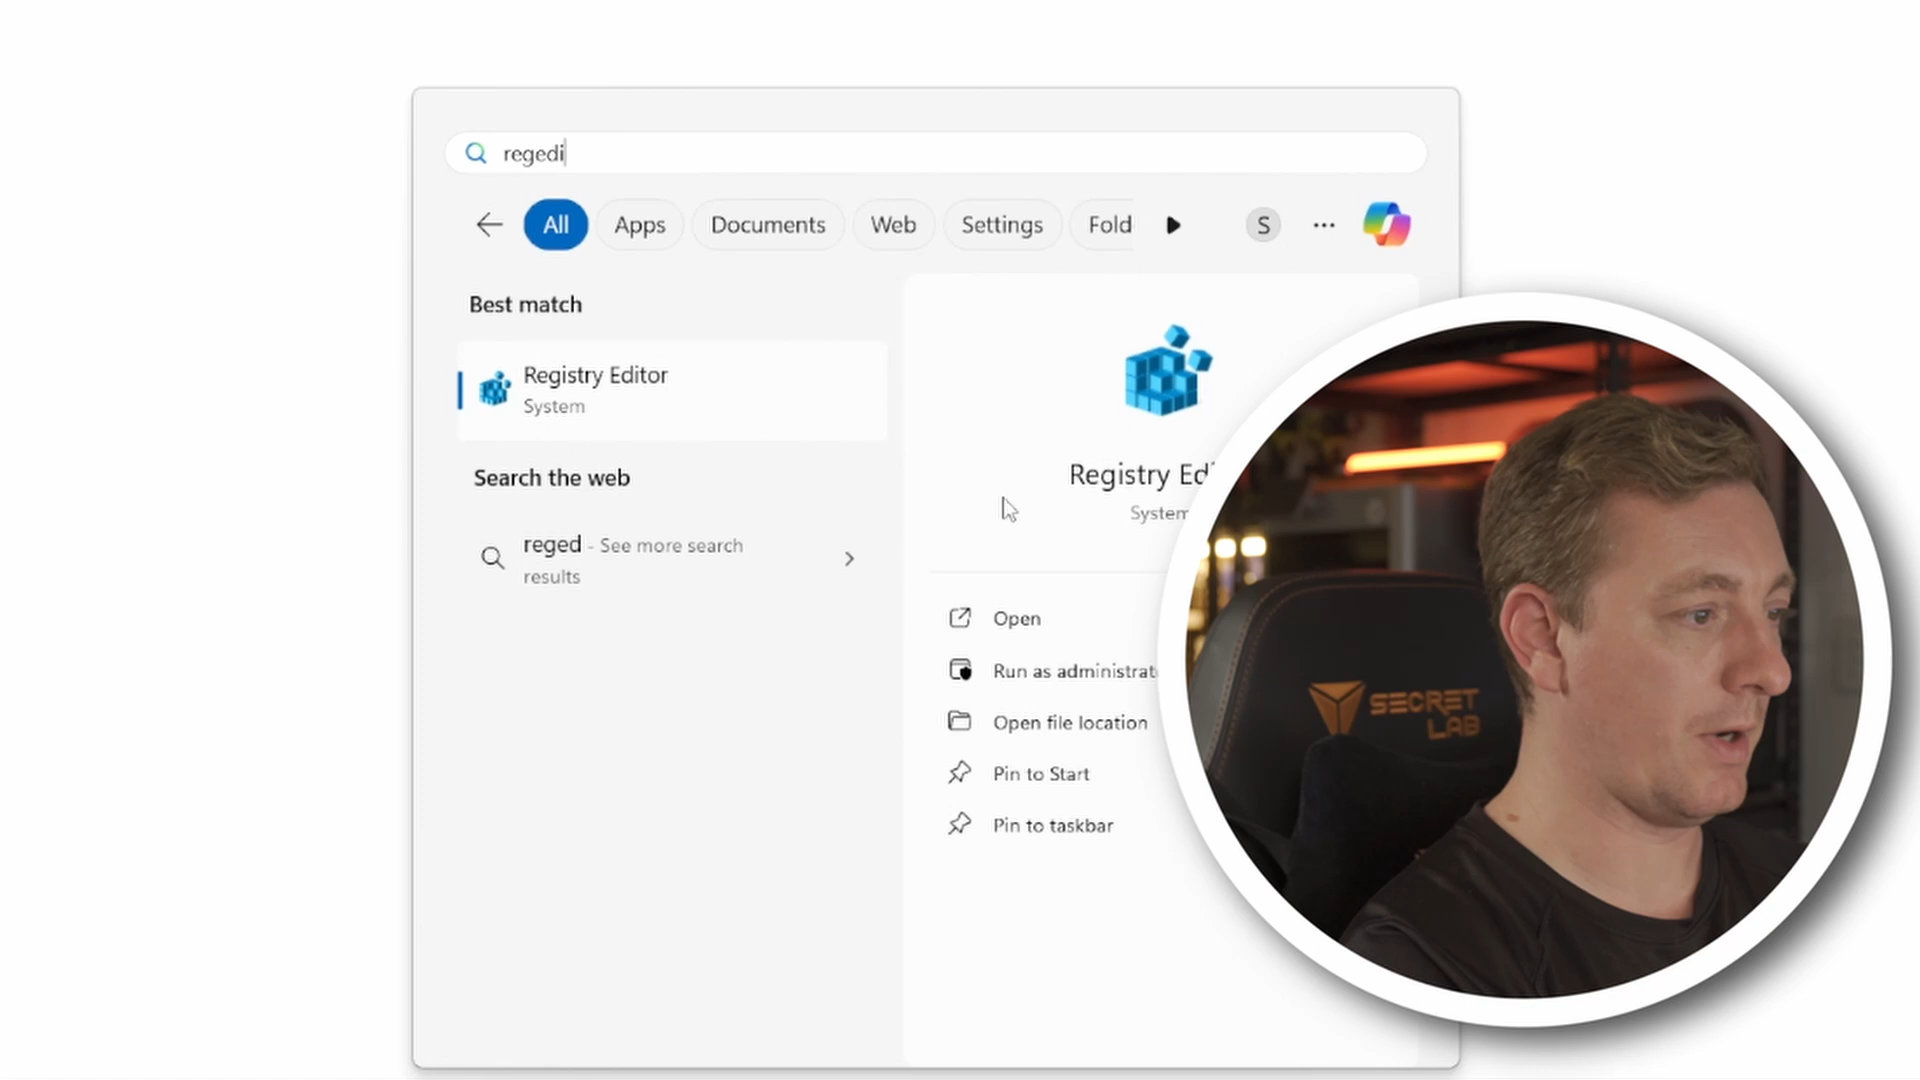 regedi
All
Apps
Documents
Web
Settings
Fold
S
Best match
Registry Editor
System
Search the web
reged - See more search
results
Registry Edi
System
Open
Run as administrat
Open file location
Pin to Start
Pin to taskbar
SECRET
LAB